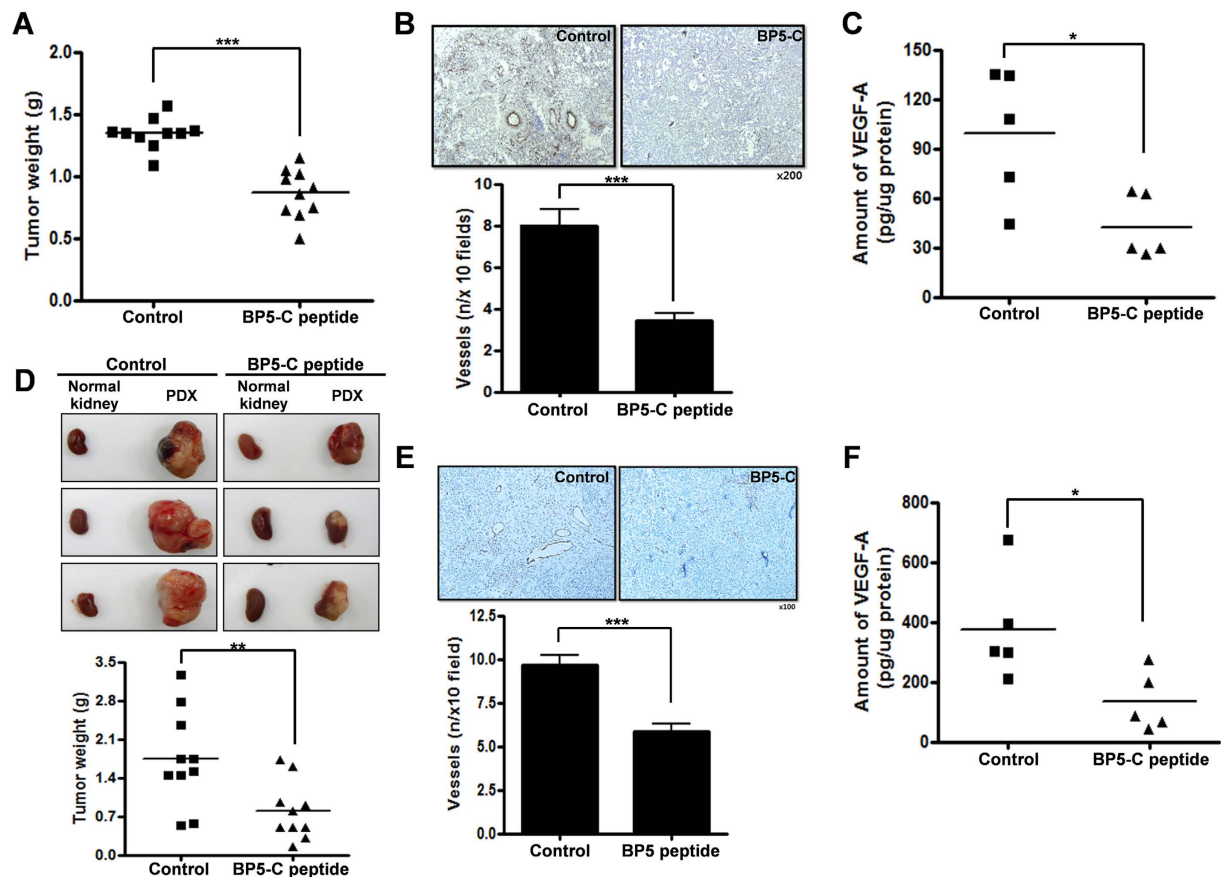 A
Tumor weight (g)
2.0
1.5
1.0
0.5
0.0
***
Control
BP5-C peptide
B
Control
BP5-C
x200
Vessels (n/x 10 fields)
10
8
6
4
2
0
***
Control
BP5-C peptide
C
Amount of VEGF-A
(pg/ug protein)
150
120
90
60
30
0
*
Control
BP5-C peptide
D
Control
BP5-C peptide
Normal kidney
PDX
Normal kidney
PDX
Tumor weight (g)
3.5
2.8
2.1
1.4
0.7
0.0
**
Control
BP5-C peptide
E
Control
BP5-C
x100
Vessels (n/x10 field)
12.5
10.0
7.5
5.0
2.5
0.0
***
Control
BP5 peptide
F
Amount of VEGF-A
(pg/ug protein)
800
600
400
200
0
*
Control
BP5-C peptide